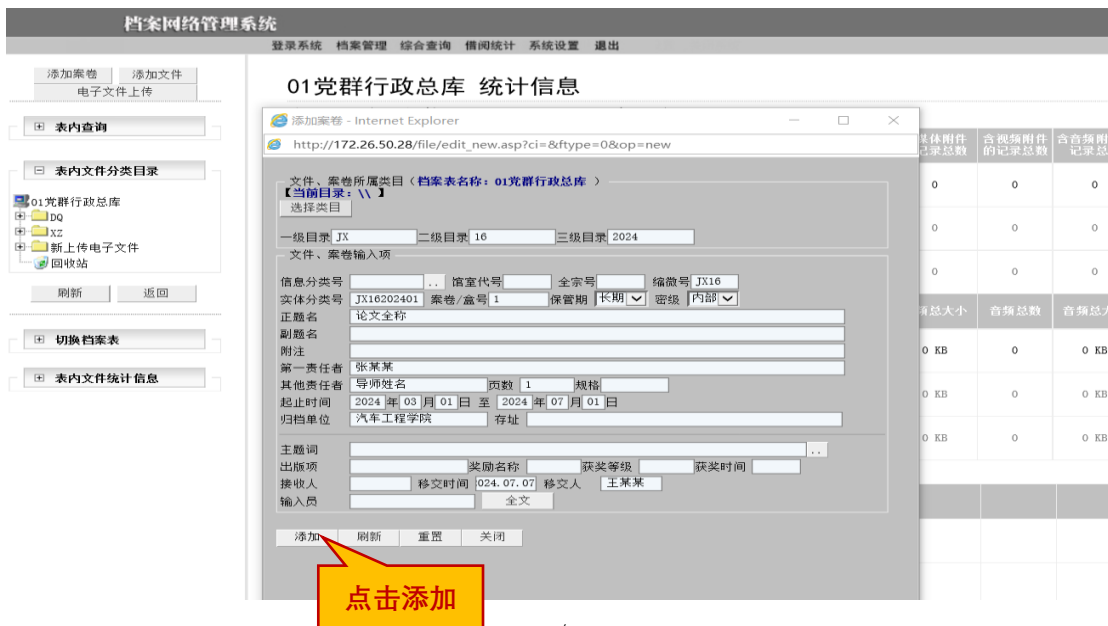 档案网络管理系统
登录系统 档案管理 综合查询 借阅统计 系统设置 退出
添加案卷 添加文件
电子文件上传
表内查询
表内文件分类目录
01党群行政总库
DQ
XZ
新上传电子文件
回收站
刷新 返回
切换档案表
表内文件统计信息
01党群行政总库 统计信息
添加案卷 - Internet Explorer
http://172.26.50.28/file/edit_new.asp?ci=&ftype=0&op=new
文件、案卷所属类目（档案表名称：01党群行政总库 ）
【当前目录：\\ 】
选择类目
一级目录 JX 二级目录 16 三级目录 2024
文件、案卷输入项
信息分类号 .. 馆室代号 全宗号 缩微号 JX16
实体分类号 JX16202401 案卷/盒号 1 保管期 长期 密级 内部
正题名 论文全称
副题名
附注
第一责任者 张某某
其他责任者 导师姓名 页数 1 规格
起止时间 2024 年 03 月 01 日 至 2024 年 07 月 01 日
归档单位 汽车工程学院 存址
主题词 ..
出版项 奖励名称 获奖等级 获奖时间
接收人 移交时间 024.07.07 移交人 王某某
输入员 全文
添加 刷新 重置 关闭
点击添加
媒体附件 含视频附件 含音频附
记录总数 的记录总数 记录总
0 0 0
0 0 0
0 0 0
频总大小 音频总数 音频总大
0 KB 0 0 KB
0 KB 0 0 KB
0 KB 0 0 KB